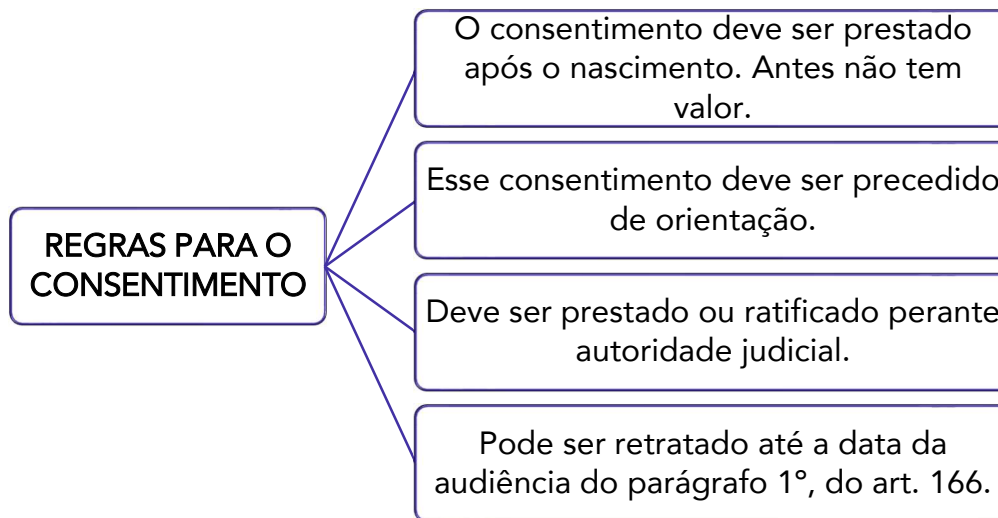 O consentimento deve ser prestado
após o nascimento. Antes não tem
valor.
Esse consentimento deve ser precedido
de orientação.
REGRAS PARA O
CONSENTIMENTO
Deve ser prestado ou ratificado perante
autoridade judicial.
Pode ser retratado até a data da
audiência do parágrafo 1º, do art. 166.